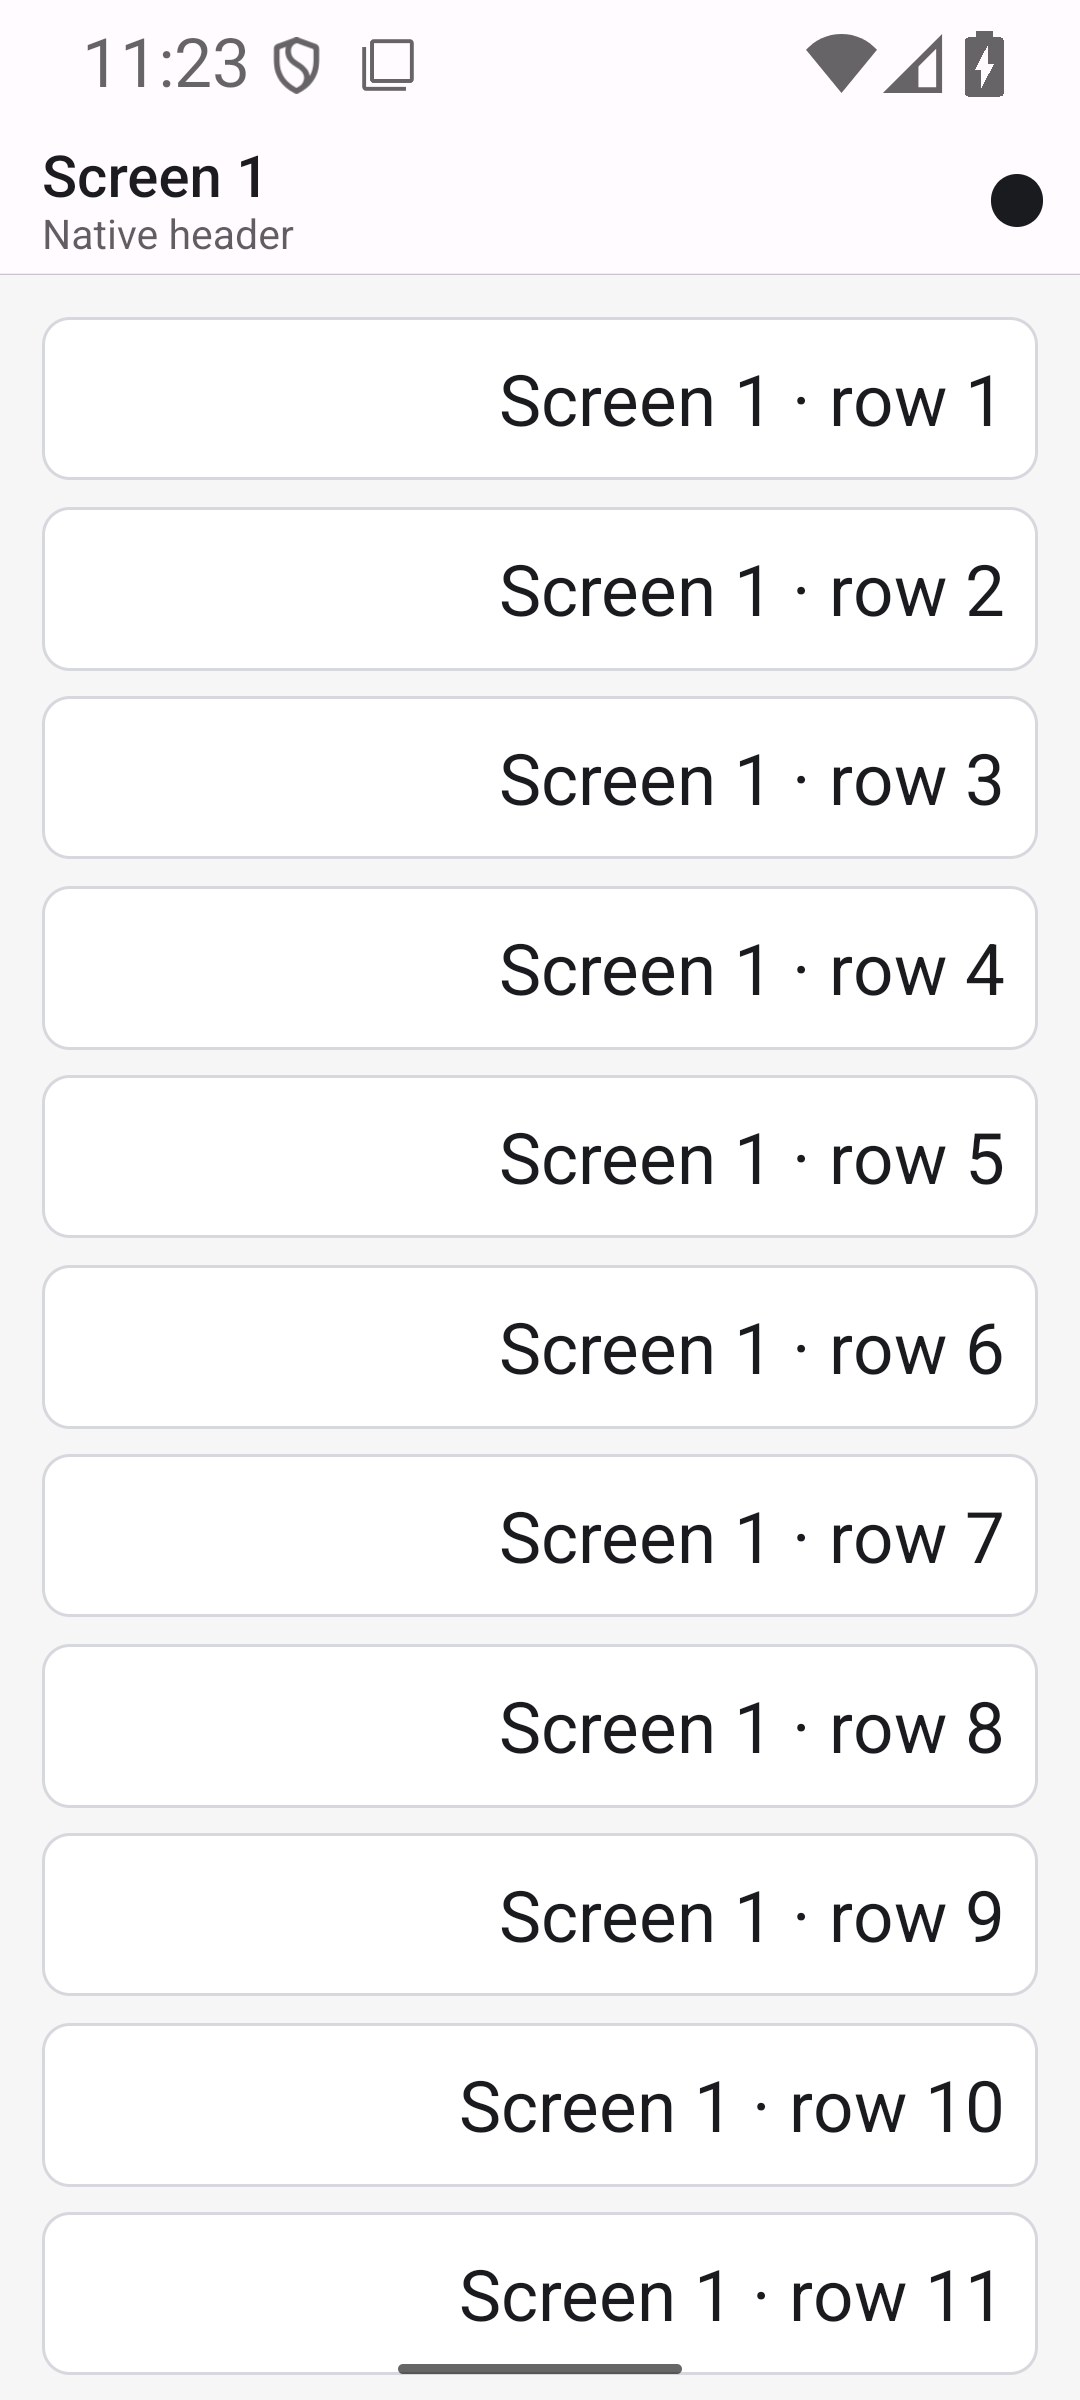 11:23
Screen 1
Native header
Screen 1 · row 1
Screen 1 · row 2
Screen 1 · row 3
Screen 1 · row 4
Screen 1 · row 5
Screen 1 · row 6
Screen 1 · row 7
Screen 1 · row 8
Screen 1 · row 9
Screen 1 · row 10
Screen 1 · row 11